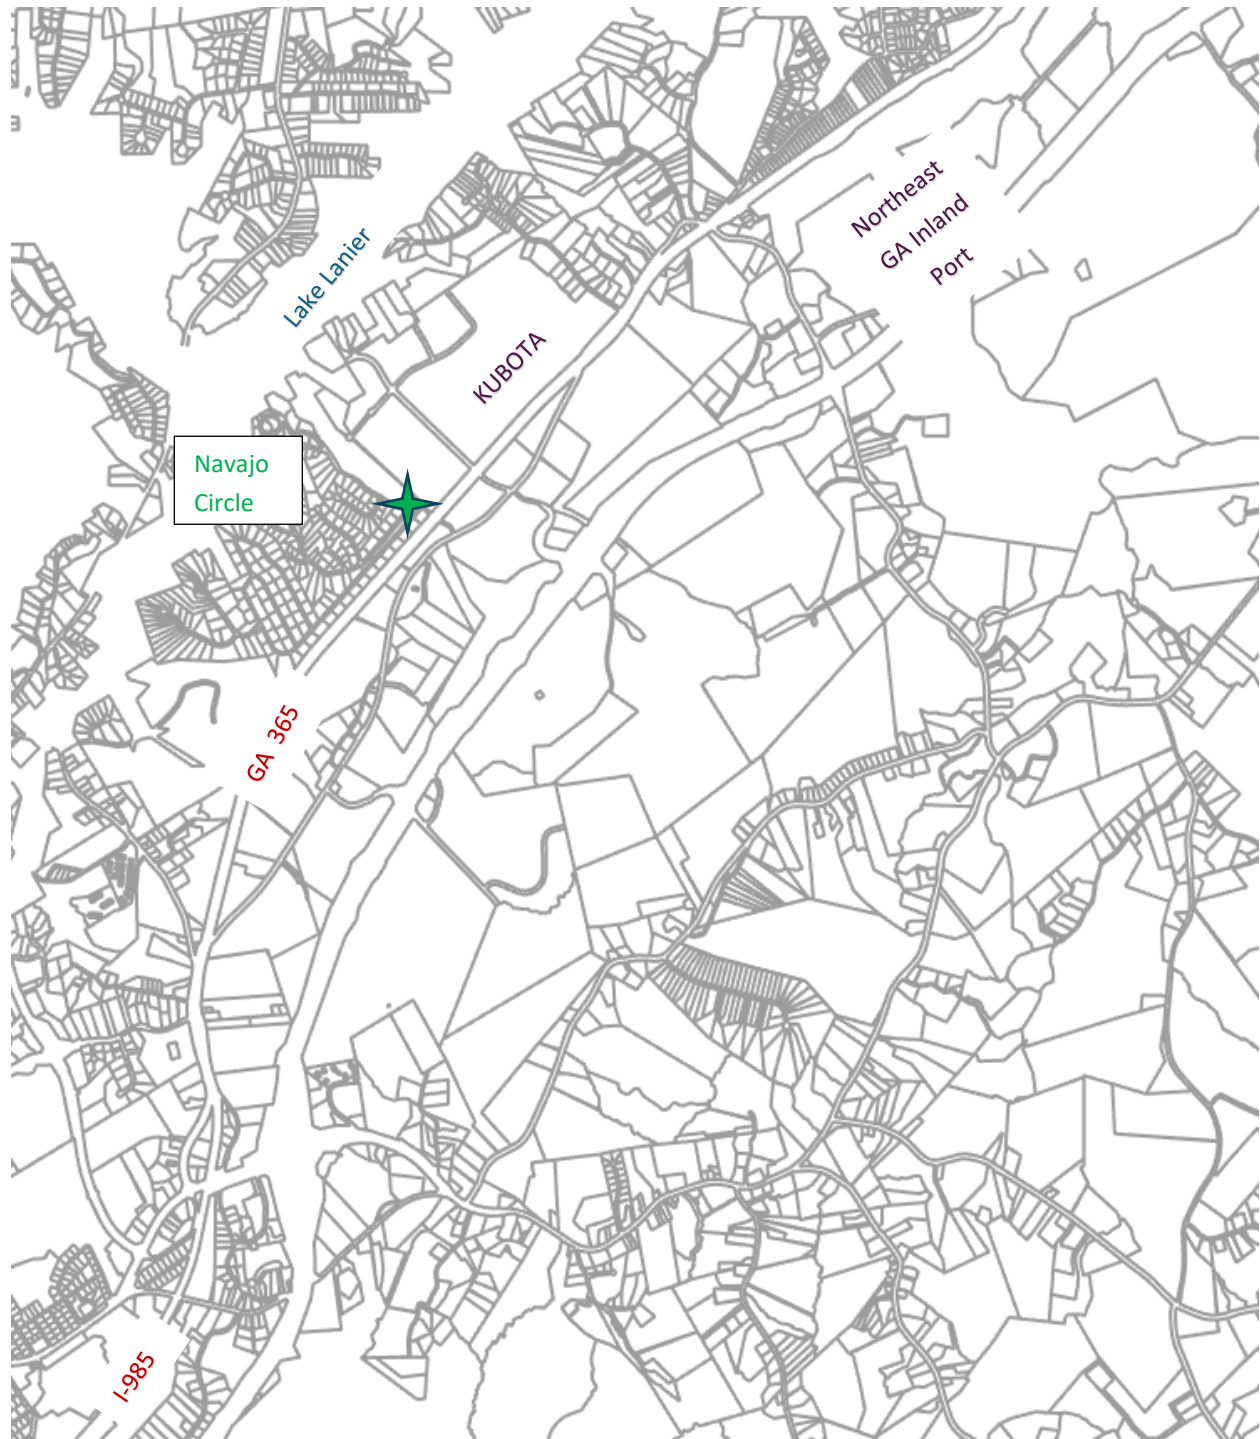 Northeast
GA Inland
Port
Lake Lanier
KUBOTA
Navajo
Circle
GA 365
I-985